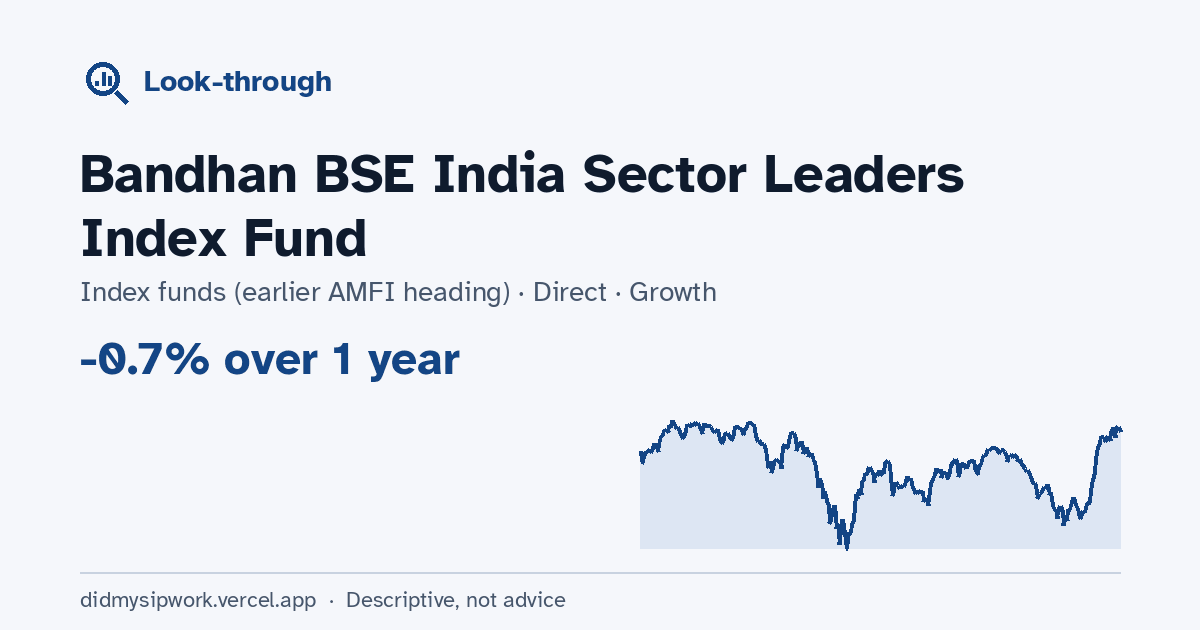 Look-through
Bandhan BSE India Sector Leaders
Index Fund
Index funds (earlier AMFI heading) · Direct · Growth
-0.7% over 1 year
didmysipwork.vercel.app · Descriptive, not advice